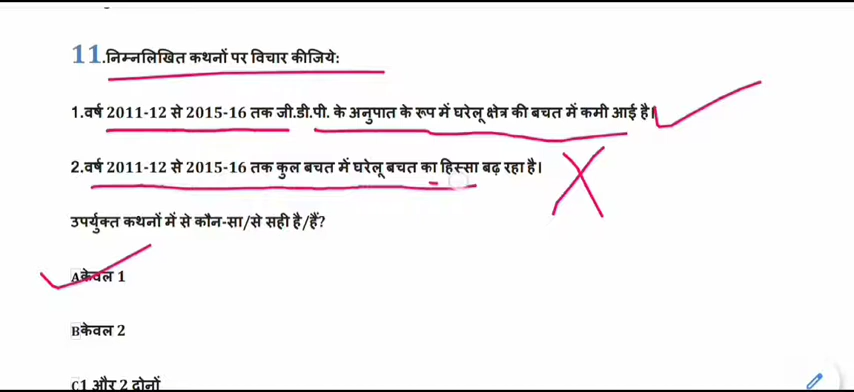 11.निम्नलिखित कथनों पर विचार कीजिये:
1.वर्ष 2011-12 से 2015-16 तक जी.डी.पी. के अनुपात के रूप में घरेलू क्षेत्र की बचत में कमी आई है।
2.वर्ष 2011-12 से 2015-16 तक कुल बचत में घरेलू बचत का हिस्सा बढ़ रहा है।
उपर्युक्त कथनों में से कौन-सा/से सही है/हैं?
Aकेवल 1
Bकेवल 2
C1 और 2 दोनों